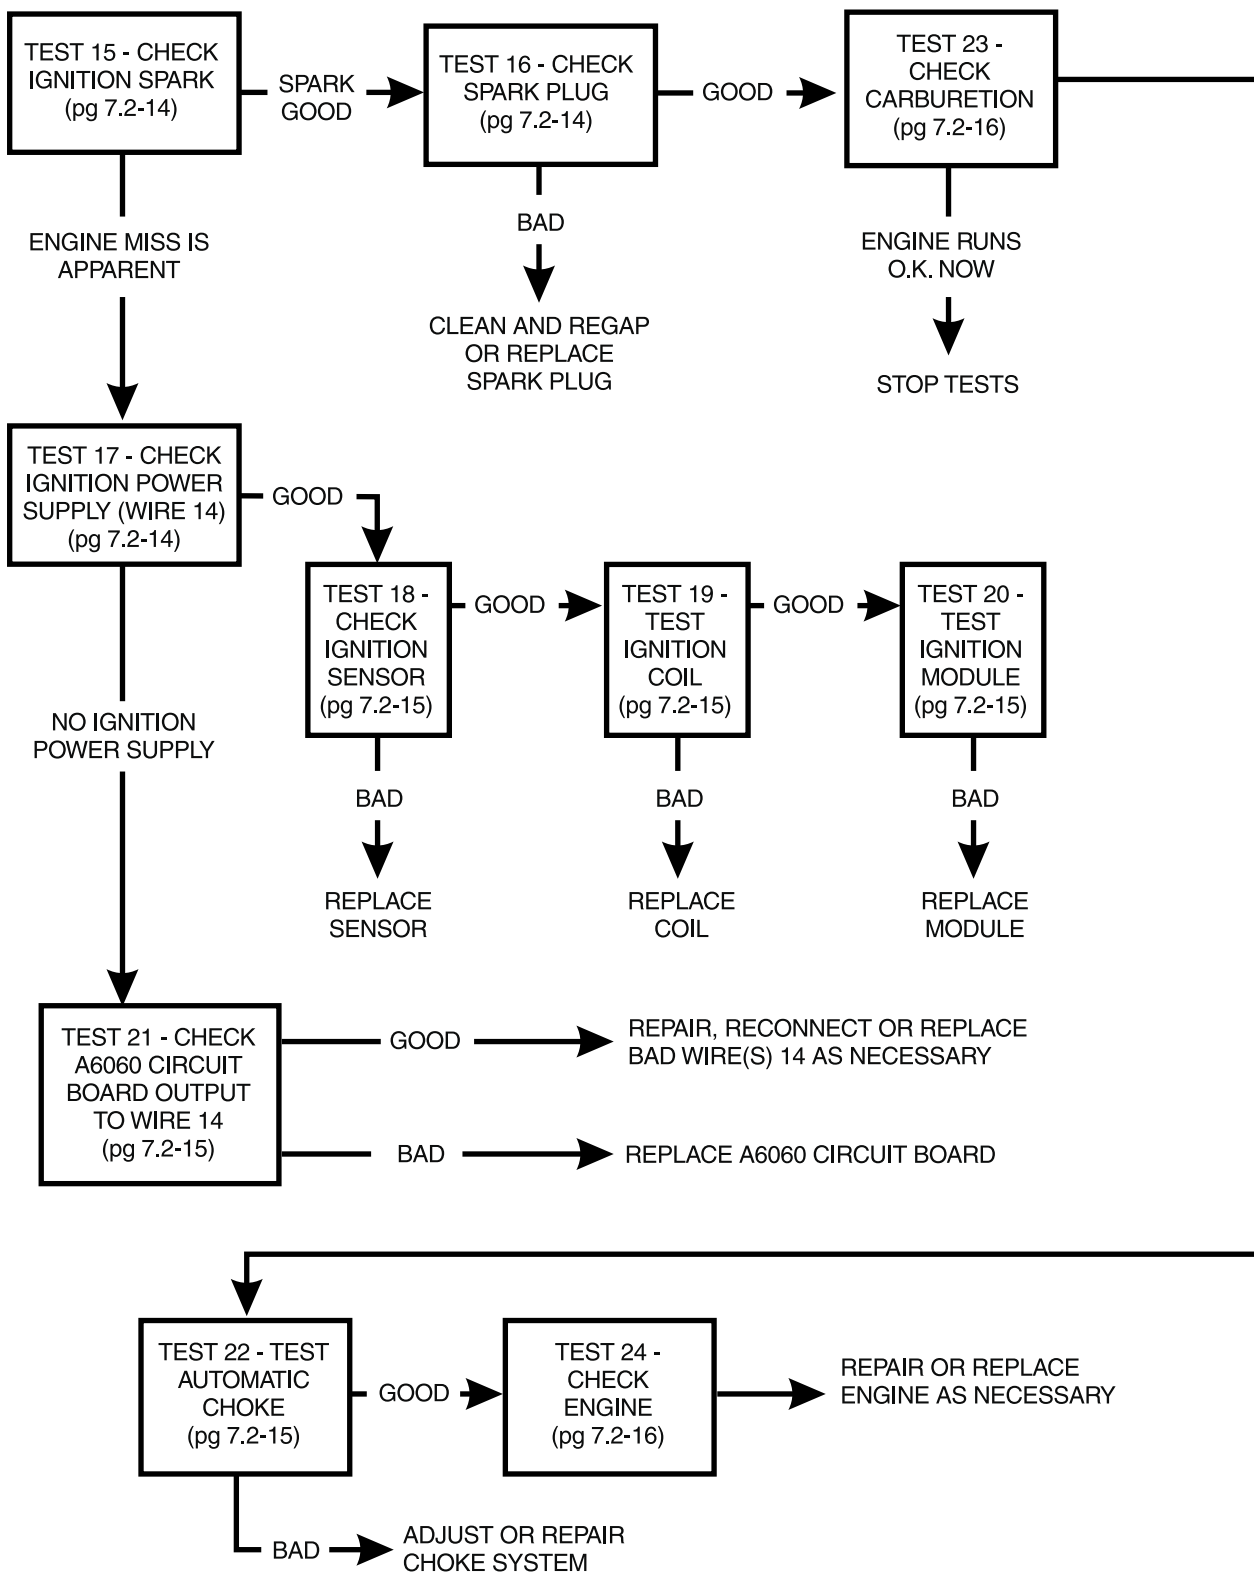 TEST 15 - CHECK
IGNITION SPARK
(pg 7.2-14)
SPARK
GOOD
TEST 16 - CHECK
SPARK PLUG
(pg 7.2-14)
GOOD
TEST 23 -
CHECK
CARBURETION
(pg 7.2-16)
ENGINE MISS IS
APPARENT
BAD
CLEAN AND REGAP
OR REPLACE
SPARK PLUG
ENGINE RUNS
O.K. NOW
STOP TESTS
TEST 17 - CHECK
IGNITION POWER
SUPPLY (WIRE 14)
(pg 7.2-14)
GOOD
TEST 18 -
CHECK
IGNITION
SENSOR
(pg 7.2-15)
GOOD
TEST 19 -
TEST
IGNITION
COIL
(pg 7.2-15)
GOOD
TEST 20 -
TEST
IGNITION
MODULE
(pg 7.2-15)
NO IGNITION
POWER SUPPLY
BAD
REPLACE
SENSOR
BAD
REPLACE
COIL
BAD
REPLACE
MODULE
TEST 21 - CHECK
A6060 CIRCUIT
BOARD OUTPUT
TO WIRE 14
(pg 7.2-15)
GOOD
REPAIR, RECONNECT OR REPLACE
BAD WIRE(S) 14 AS NECESSARY
BAD
REPLACE A6060 CIRCUIT BOARD
TEST 22 - TEST
AUTOMATIC
CHOKE
(pg 7.2-15)
GOOD
TEST 24 -
CHECK
ENGINE
(pg 7.2-16)
REPAIR OR REPLACE
ENGINE AS NECESSARY
BAD
ADJUST OR REPAIR
CHOKE SYSTEM